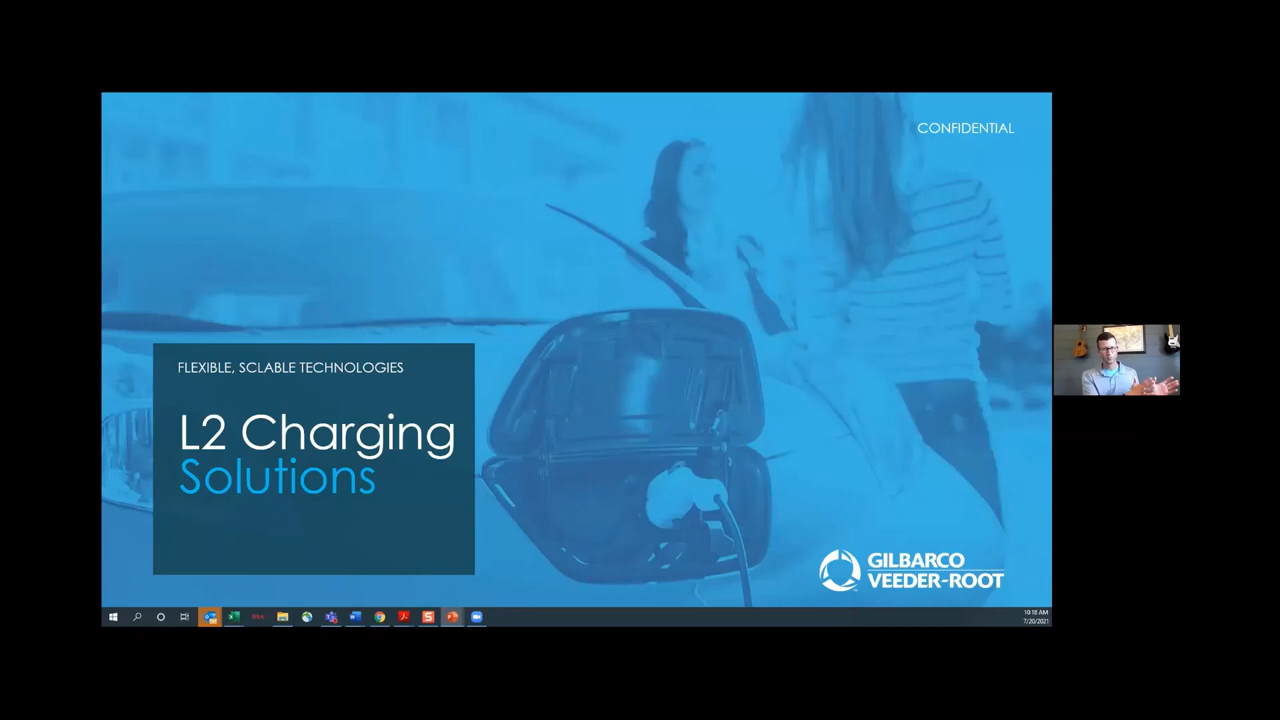 CONFIDENTIAL
FLEXIBLE, SCLABLE TECHNOLOGIES
L2 Charging
Solutions
GILBARCO
VEEDER-ROOT
10:18 AM
7/20/2021